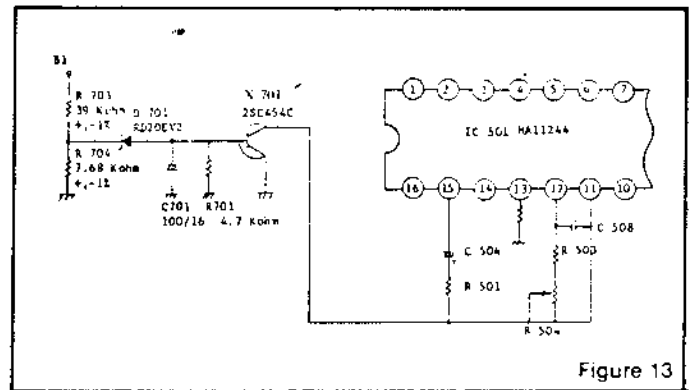 B1
R 703
39 Kohm
+,-1%
R 704
7.68 Kohm
+,-1%
D 701
RD20EV2
C701
100/16
R701
4.7 Kohm
X 701
2SC454C
1 2 3 4 5 6 7
IC 501 HA11244
16 15 14 13 12 11 10
C 504
R 501
C 508
R 503
R 504
Figure 13